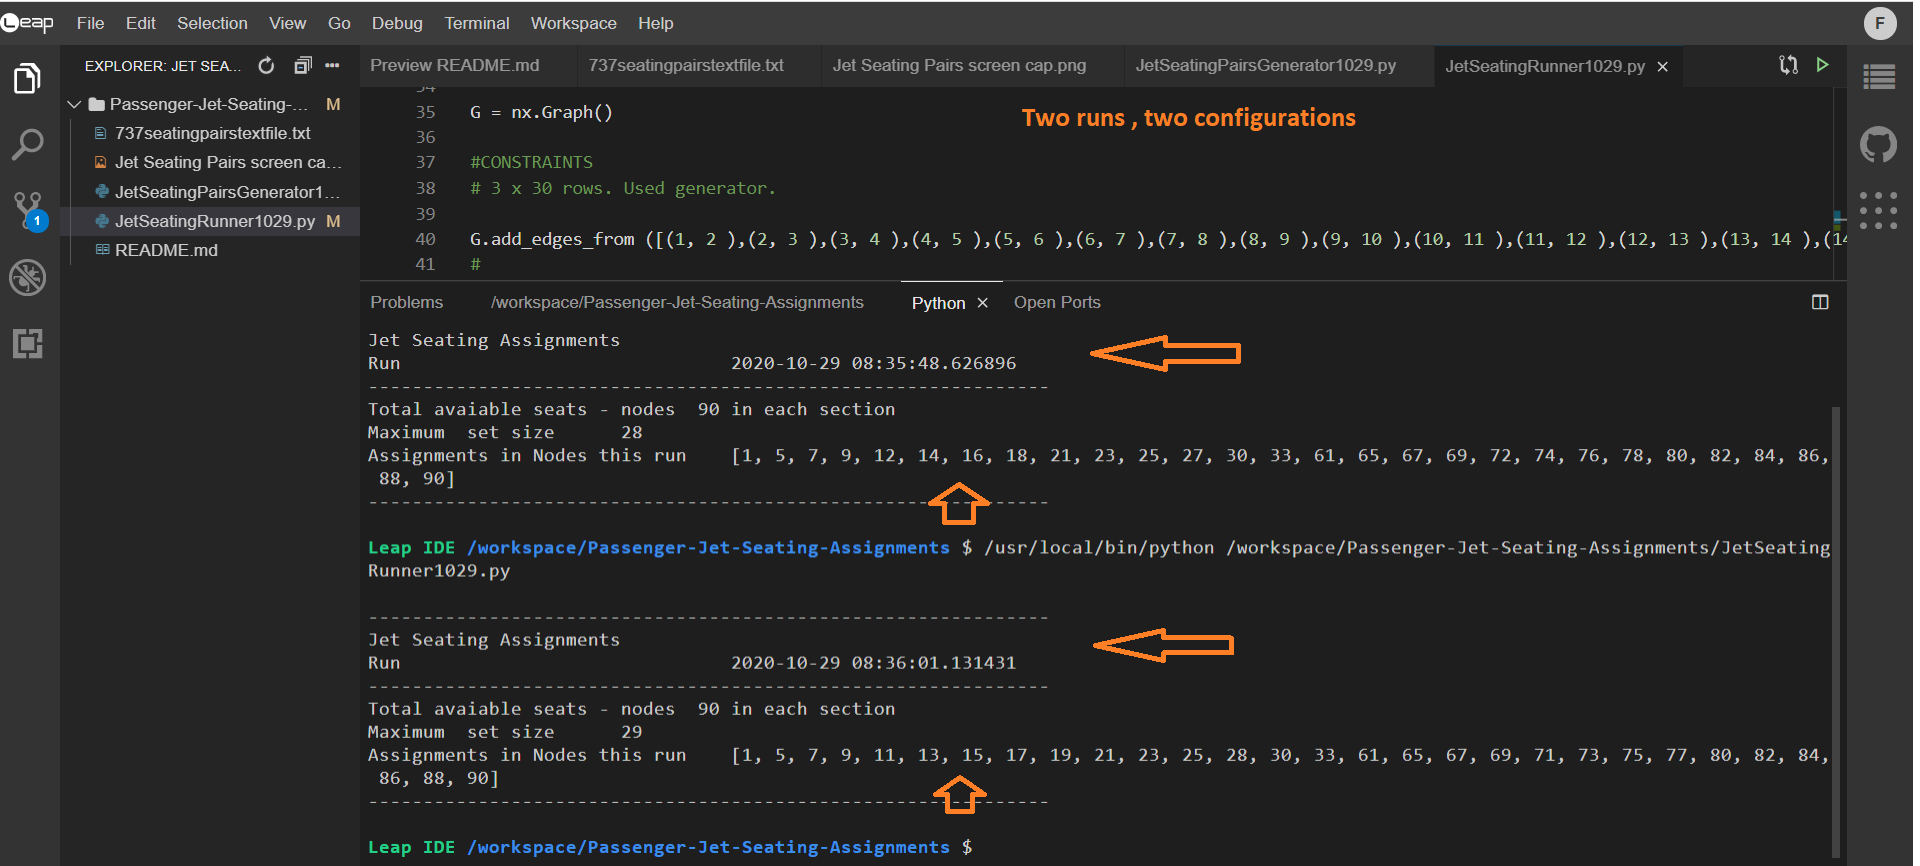 Leap File Edit Selection View Go Debug Terminal Workspace Help F
EXPLORER: JET SEA...
Passenger-Jet-Seating-... M
737seatingpairstextfile.txt
Jet Seating Pairs screen ca...
JetSeatingPairsGenerator1...
JetSeatingRunner1029.py M
README.md
1
Preview README.md 737seatingpairstextfile.txt Jet Seating Pairs screen cap.png JetSeatingPairsGenerator1029.py JetSeatingRunner1029.py
34
35 G = nx.Graph()
Two runs , two configurations
36
37 #CONSTRAINTS
38 # 3 x 30 rows. Used generator.
39
40 G.add_edges_from ([(1, 2 ),(2, 3 ),(3, 4 ),(4, 5 ),(5, 6 ),(6, 7 ),(7, 8 ),(8, 9 ),(9, 10 ),(10, 11 ),(11, 12 ),(12, 13 ),(13, 14 ),(14
41 #
Problems /workspace/Passenger-Jet-Seating-Assignments Python Open Ports
Jet Seating Assignments
Run 2020-10-29 08:35:48.626896
--------------------------------------------------------------
Total avaiable seats - nodes  90 in each section
Maximum  set size      28
Assignments in Nodes this run    [1, 5, 7, 9, 12, 14, 16, 18, 21, 23, 25, 27, 30, 33, 61, 65, 67, 69, 72, 74, 76, 78, 80, 82, 84, 86,
88, 90]
--------------------------------------------------------------
Leap IDE /workspace/Passenger-Jet-Seating-Assignments $ /usr/local/bin/python /workspace/Passenger-Jet-Seating-Assignments/JetSeating
Runner1029.py
--------------------------------------------------------------
Jet Seating Assignments
Run 2020-10-29 08:36:01.131431
--------------------------------------------------------------
Total avaiable seats - nodes  90 in each section
Maximum  set size      29
Assignments in Nodes this run    [1, 5, 7, 9, 11, 13, 15, 17, 19, 21, 23, 25, 28, 30, 33, 61, 65, 67, 69, 71, 73, 75, 77, 80, 82, 84,
86, 88, 90]
--------------------------------------------------------------
Leap IDE /workspace/Passenger-Jet-Seating-Assignments $